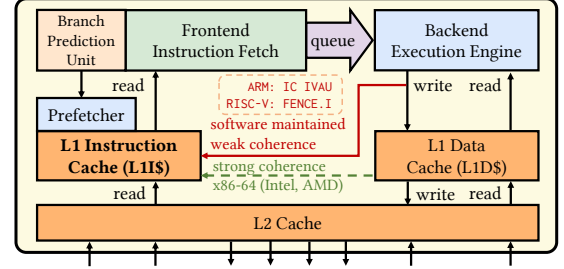 Branch
Prediction
Unit
Frontend
Instruction Fetch
queue
Backend
Execution Engine
read
ARM: IC IVAU
RISC-V: FENCE.I
write
read
Prefetcher
software maintained
weak coherence
L1 Instruction
Cache (L1I$)
L1 Data
Cache (L1D$)
strong coherence
x86-64 (Intel, AMD)
read
write
read
L2 Cache